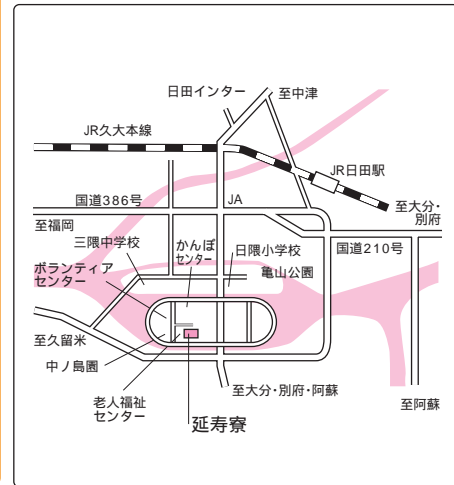 日田インター
至中津
JR久大本線
JR日田駅
国道386号
JA
至大分・
別府
至福岡
三隈中学校
かんぽ
センター
日隈小学校
国道210号
亀山公園
ボランティア
センター
至久留米
中ノ島園
老人福祉
センター
至大分・別府・阿蘇
至阿蘇
延寿寮